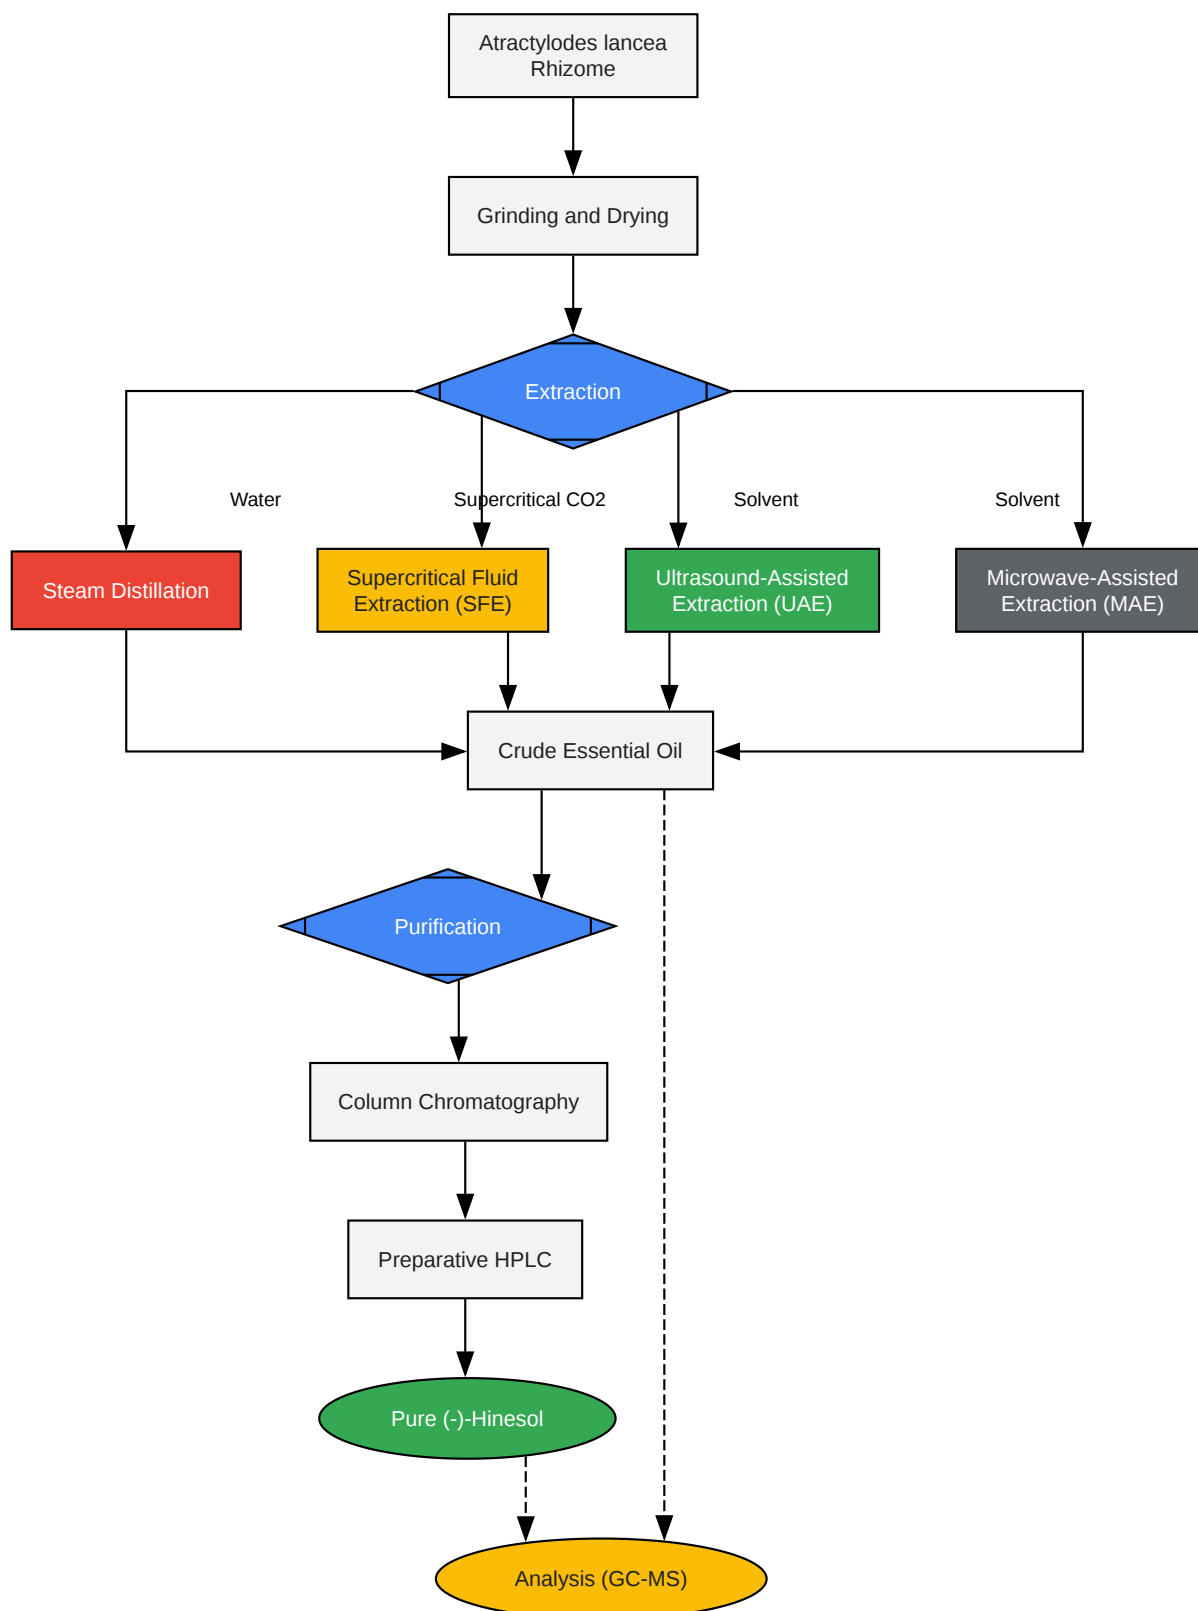 Atractylodes lancea
Rhizome
Grinding and Drying
Extraction
Water
Supercritical CO2
Solvent
Solvent
Steam Distillation
Supercritical Fluid
Extraction (SFE)
Ultrasound-Assisted
Extraction (UAE)
Microwave-Assisted
Extraction (MAE)
Crude Essential Oil
Purification
Column Chromatography
Preparative HPLC
Pure (-)-Hinesol
Analysis (GC-MS)